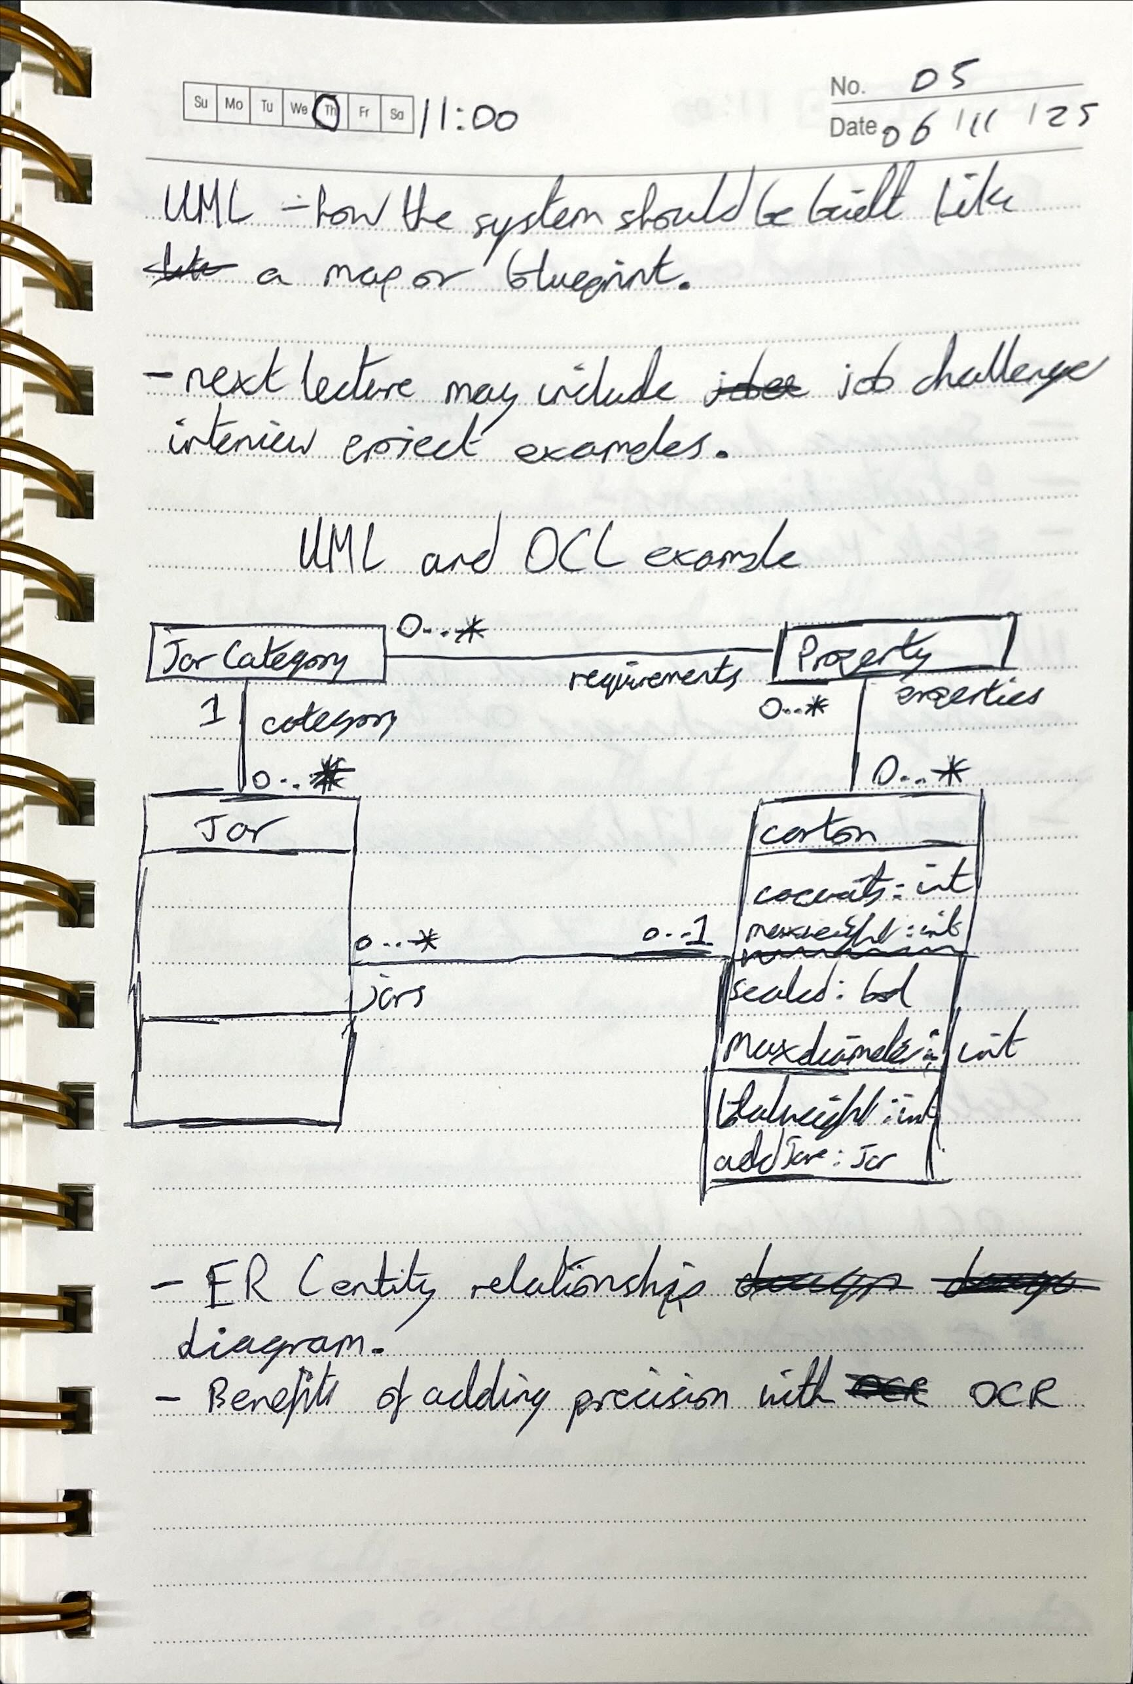 Su Mo Tu We Th Fr Sa 11:00
No. 05
Date 06/11/25
UML - how the system should be built like
a map or blueprint.
- next lecture may include job challenge
interview project examples.
UML and OCL example
Jar Category
0...*
requirements
Property
1
category
0..*
properties
0...*
0...*
Jar
carton
: int
maxweight : int
0...*
0..1
jars
sealed : bool
maxdiameter : int
totalweight : int
addJar : Jar
- ER (entity relationship
diagram.
- Benefits of adding precision with OCR OCR